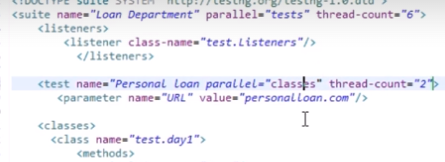 <!DOCTYPE suite SYSTEM "http://testng.org/testng-1.0.dtd">
<suite name="Loan Department" parallel="tests" thread-count="6">
<listeners>
<listener class-name="test.Listeners"/>
</listeners>
<test name="Personal loan parallel="classes" thread-count="2">
<parameter name="URL" value="personalloan.com"/>
<classes>
<class name="test.day1">
<methods>